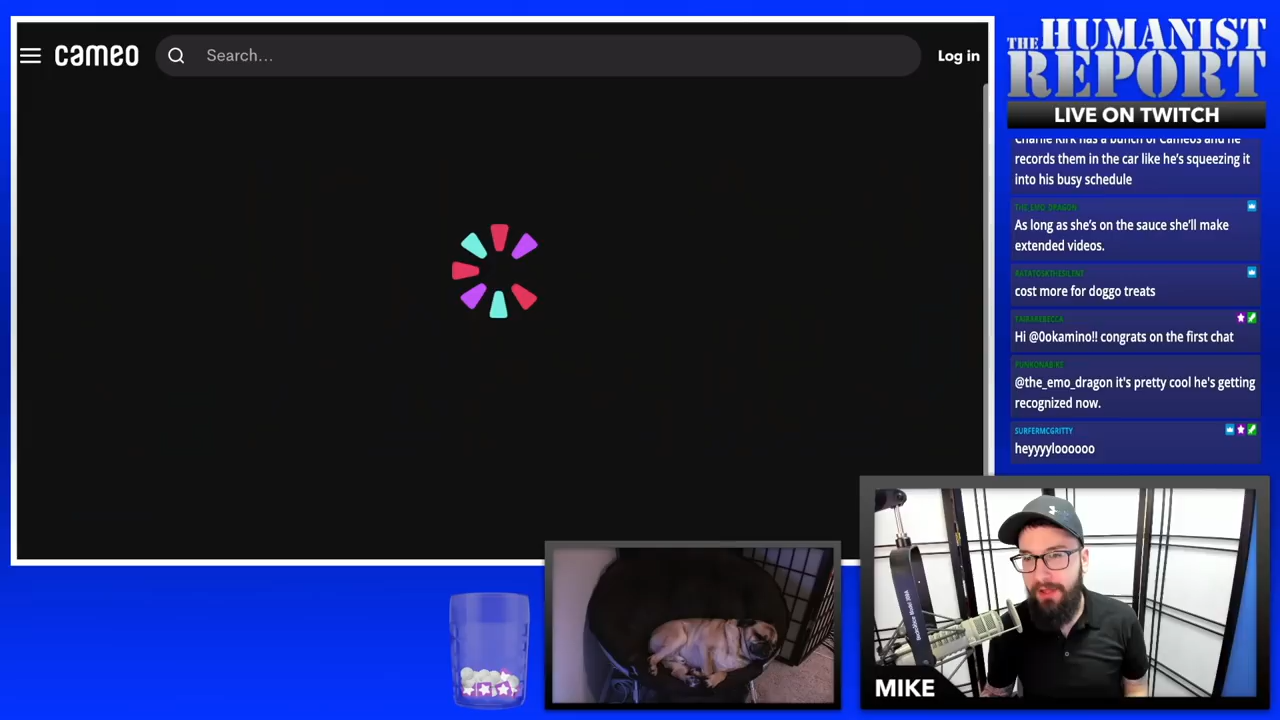 cameo
Search...
Log in
THE HUMANIST
REPORT
LIVE ON TWITCH
Charlie Kirk has a bunch of Cameos and he
records them in the car like he's squeezing it
into his busy schedule
THE_EMO_DRAGON
As long as she's on the sauce she'll make
extended videos.
cost more for doggo treats
Hi @0okamino!! congrats on the first chat
@the_emo_dragon it's pretty cool he's getting
recognized now.
SURFERMCGRITTY
heyyyyloooooo
MIKE